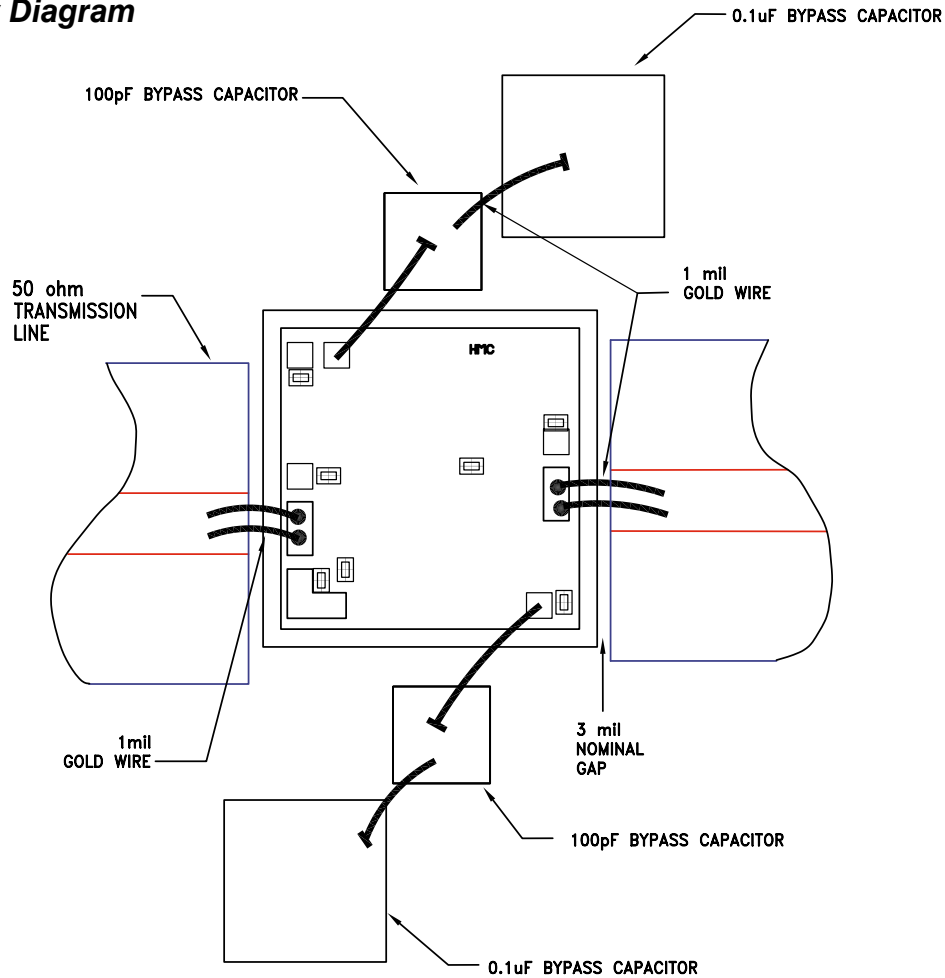 Diagram
0.1uF BYPASS CAPACITOR
100pF BYPASS CAPACITOR
1 mil
GOLD WIRE
50 ohm
TRANSMISSION
LINE
HMC
3 mil
NOMINAL
GAP
1mil
GOLD WIRE
100pF BYPASS CAPACITOR
0.1uF BYPASS CAPACITOR